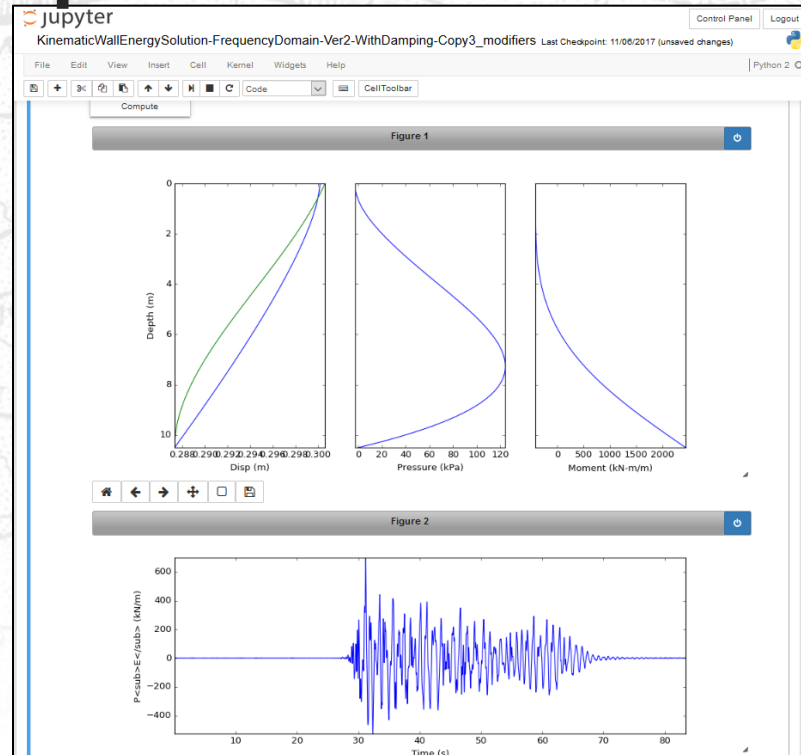 jupyter
Control Panel Logout
KinematicWallEnergySolution-FrequencyDomain-Ver2-WithDamping-Copy3_modifiers Last Checkpoint: 11/06/2017 (unsaved changes)
File Edit View Insert Cell Kernel Widgets Help
Python 2
Code CellToolbar
Compute
Figure 1
0
2
4
6
8
10
Depth (m)
0.288 0.290 0.292 0.294 0.296 0.298 0.300
Disp (m)
0 20 40 60 80 100 120
Pressure (kPa)
0 500 1000 1500 2000
Moment (kN-m/m)
Figure 2
600
400
200
0
−200
−400
P<sub>E</sub> (kN/m)
10 20 30 40 50 60 70 80
Time (s)